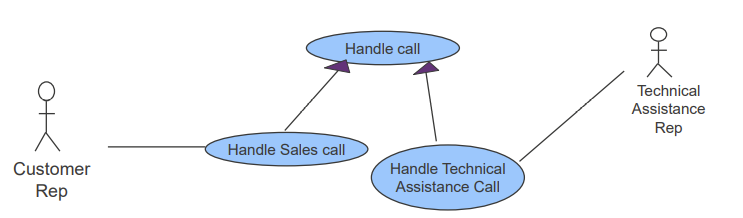 Handle call
Technical
Assistance
Rep
Handle Sales call
Customer
Rep
Handle Technical
Assistance Call